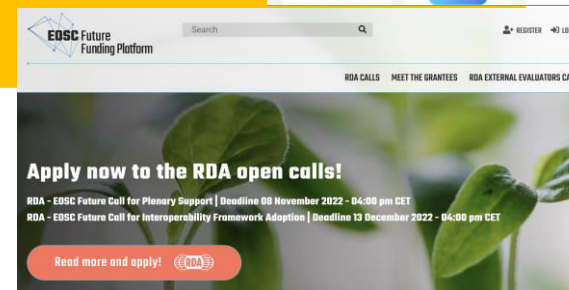 EOSC Future
Funding Platform
Search
REGISTER
RDA CALLS MEET THE GRANTEES RDA EXTERNAL EVALUATORS
Apply now to the RDA open calls!
RDA - EOSC Future Call for Plenary Support | Deadline 08 November 2022 - 04:00 pm CET
RDA - EOSC Future Call for Interoperability Framework Adoption | Deadline 13 December 2022 - 04:00 pm CET
Read more and apply! RDA